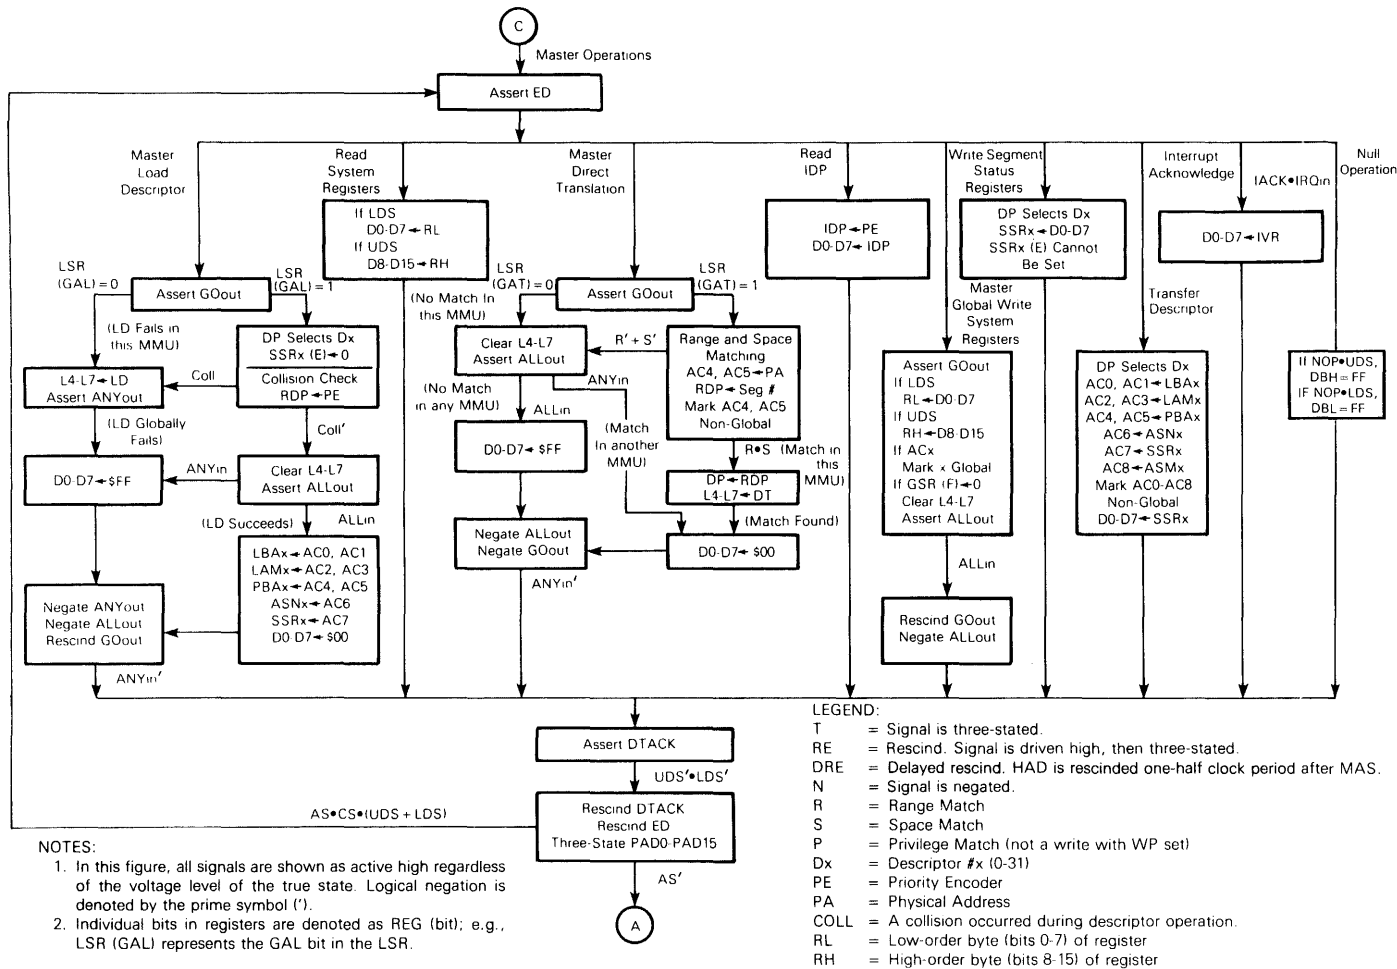 C
Master Operations
Assert ED
Master
Load
Descriptor
Read
System
Registers
Master
Direct
Translation
Read
IDP
Write Segment
Status
Registers
Interrupt
Acknowledge
IACK•IRQin
Null
Operation
If LDS
D0-D7←RL
If UDS
D8-D15←RH
IDP←PE
D0-D7←IDP
DP Selects Dx
SSRx←D0-D7
SSRx (E) Cannot
Be Set
D0-D7←IVR
LSR
(GAL)=0
Assert GOout
LSR
(GAL)=1
LSR
(GAT)=0
Assert GOout
LSR
(GAT)=1
Master
Global Write
System
Registers
Transfer
Descriptor
(No Match In
this MMU)
(LD Fails in
this MMU)
DP Selects Dx
SSRx (E)←0
Collision Check
RDP←PE
Coll
L4-L7←LD
Assert ANYout
Clear L4-L7
Assert ALLout
R' + S'
Range and Space
Matching
AC4, AC5←PA
RDP←Seg #
Mark AC4, AC5
Non-Global
Assert GOout
If LDS
RL←D0-D7
If UDS
RH←D8-D15
If ACx
Mark x Global
If GSR (F)←0
Clear L4-L7
Assert ALLout
DP Selects Dx
AC0, AC1←LBAx
AC2, AC3←LAMx
AC4, AC5←PBAx
AC6←ASNx
AC7←SSRx
AC8←ASMx
Mark AC0-AC8
Non-Global
D0-D7←SSRx
If NOP•UDS,
DBH=FF
IF NOP•LDS,
DBL=FF
(No Match
in any MMU)
ANYin
ALLin
(LD Globally
Fails)
Coll'
D0-D7←$FF
ANYin
Clear L4-L7
Assert ALLout
D0-D7←$FF
(Match
In another
MMU)
R•S
(Match in
this
MMU)
DP←RDP
L4-L7←DT
(LD Succeeds)
ALLin
(Match Found)
LBAx←AC0, AC1
LAMx←AC2, AC3
PBAx←AC4, AC5
ASNx←AC6
SSRx←AC7
D0-D7←$00
Negate ALLout
Negate GOout
D0-D7←$00
ANYin'
ALLin
Negate ANYout
Negate ALLout
Rescind GOout
ANYin'
Rescind GOout
Negate ALLout
Assert DTACK
UDS'•LDS'
AS•CS•(UDS + LDS)
Rescind DTACK
Rescind ED
Three-State PAD0-PAD15
AS'
A
NOTES:
1. In this figure, all signals are shown as active high regardless
of the voltage level of the true state. Logical negation is
denoted by the prime symbol (').
2. Individual bits in registers are denoted as REG (bit); e.g.,
LSR (GAL) represents the GAL bit in the LSR.
LEGEND:
T = Signal is three-stated.
RE = Rescind. Signal is driven high, then three-stated.
DRE = Delayed rescind. HAD is rescinded one-half clock period after MAS.
N = Signal is negated.
R = Range Match
S = Space Match
P = Privilege Match (not a write with WP set)
Dx = Descriptor #x (0-31)
PE = Priority Encoder
PA = Physical Address
COLL = A collision occurred during descriptor operation.
RL = Low-order byte (bits 0-7) of register
RH = High-order byte (bits 8-15) of register